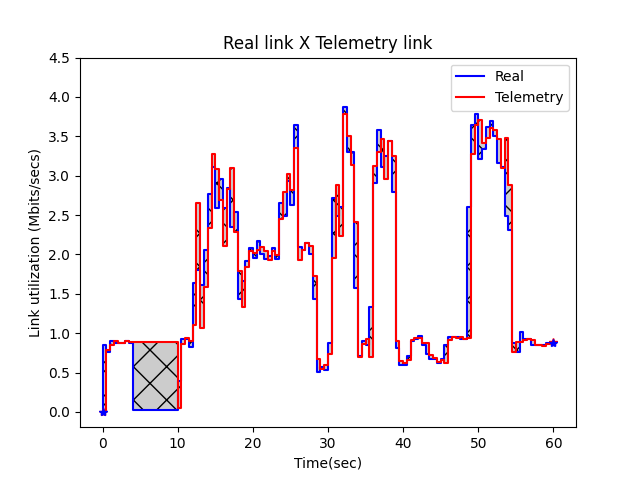 Real link X Telemetry link
Link utilization (Mbits/secs)
4.5
4.0
3.5
3.0
2.5
2.0
1.5
1.0
0.5
0.0
Real
Telemetry
0 10 20 30 40 50 60
Time(sec)